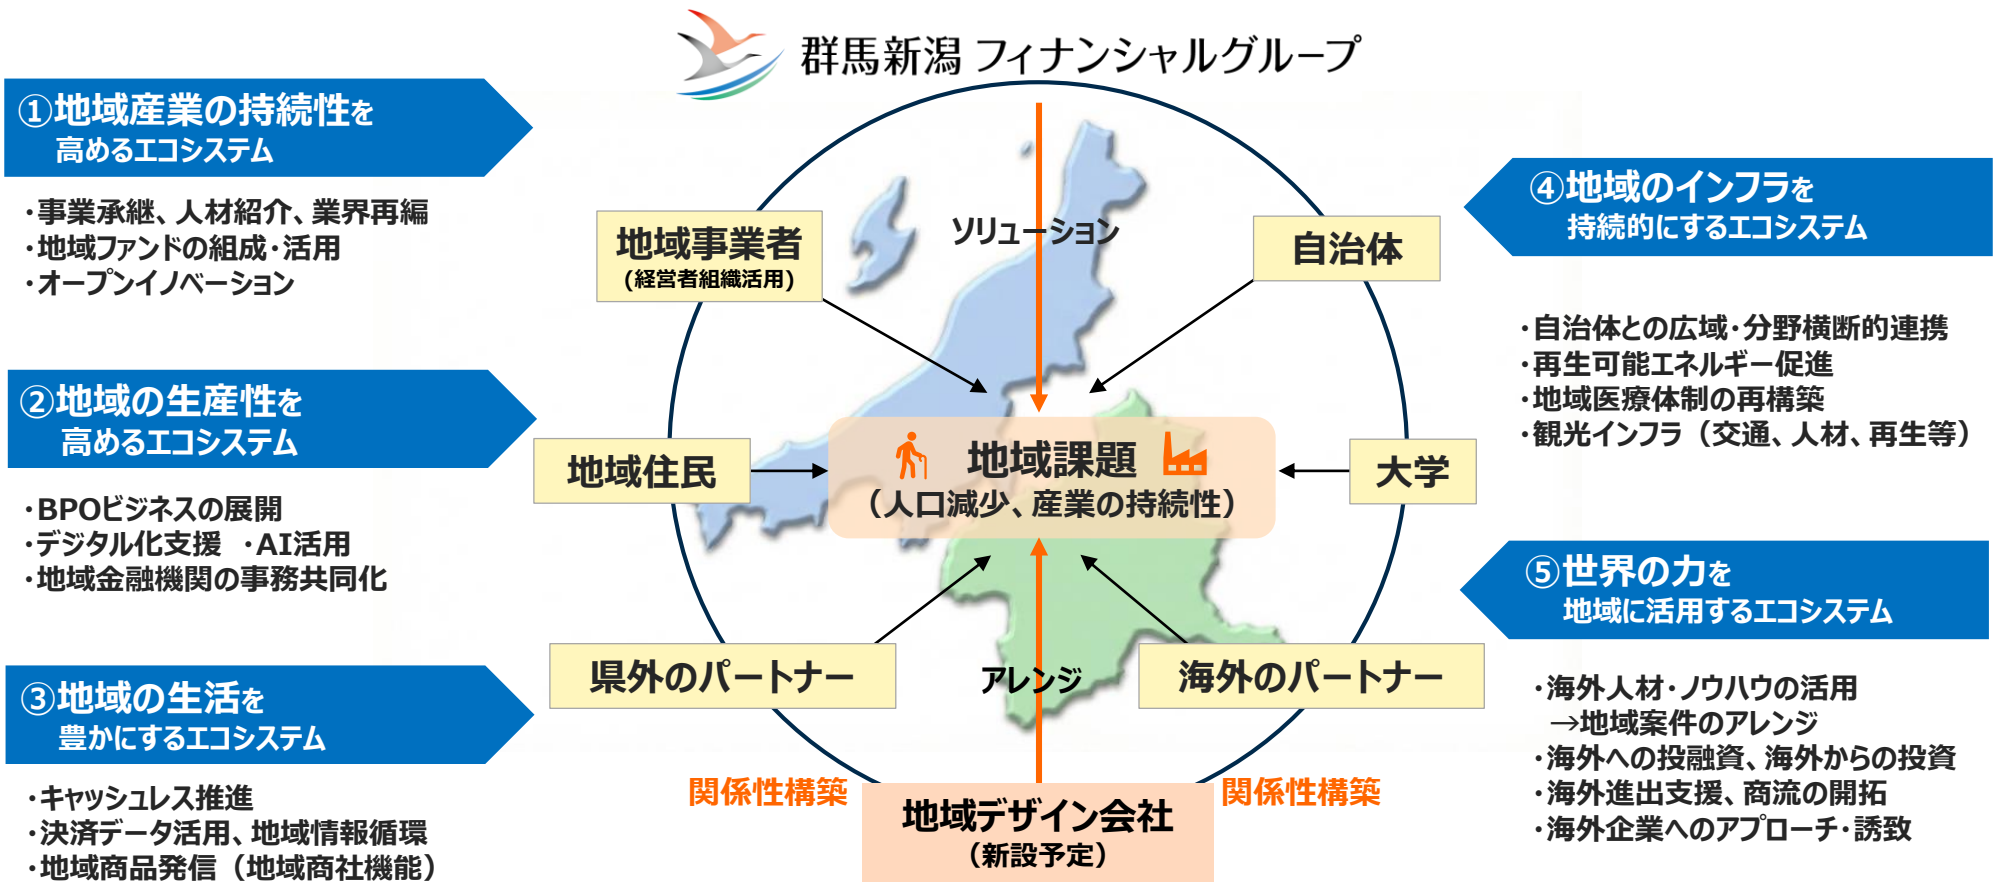 群馬新潟 フィナンシャルグループ
①地域産業の持続性を
高めるエコシステム
・事業承継、人材紹介、業界再編
・地域ファンドの組成・活用
・オープンイノベーション
②地域の生産性を
高めるエコシステム
・BPOビジネスの展開
・デジタル化支援 ・AI活用
・地域金融機関の事務共同化
③地域の生活を
豊かにするエコシステム
・キャッシュレス推進
・決済データ活用、地域情報循環
・地域商品発信（地域商社機能）
ソリューション
地域事業者
(経営者組織活用)
自治体
地域住民
地域課題
（人口減少、産業の持続性）
大学
県外のパートナー
アレンジ
海外のパートナー
関係性構築
関係性構築
地域デザイン会社
（新設予定）
④地域のインフラを
持続的にするエコシステム
・自治体との広域・分野横断的連携
・再生可能エネルギー促進
・地域医療体制の再構築
・観光インフラ（交通、人材、再生等）
⑤世界の力を
地域に活用するエコシステム
・海外人材・ノウハウの活用
→地域案件のアレンジ
・海外への投融資、海外からの投資
・海外進出支援、商流の開拓
・海外企業へのアプローチ・誘致